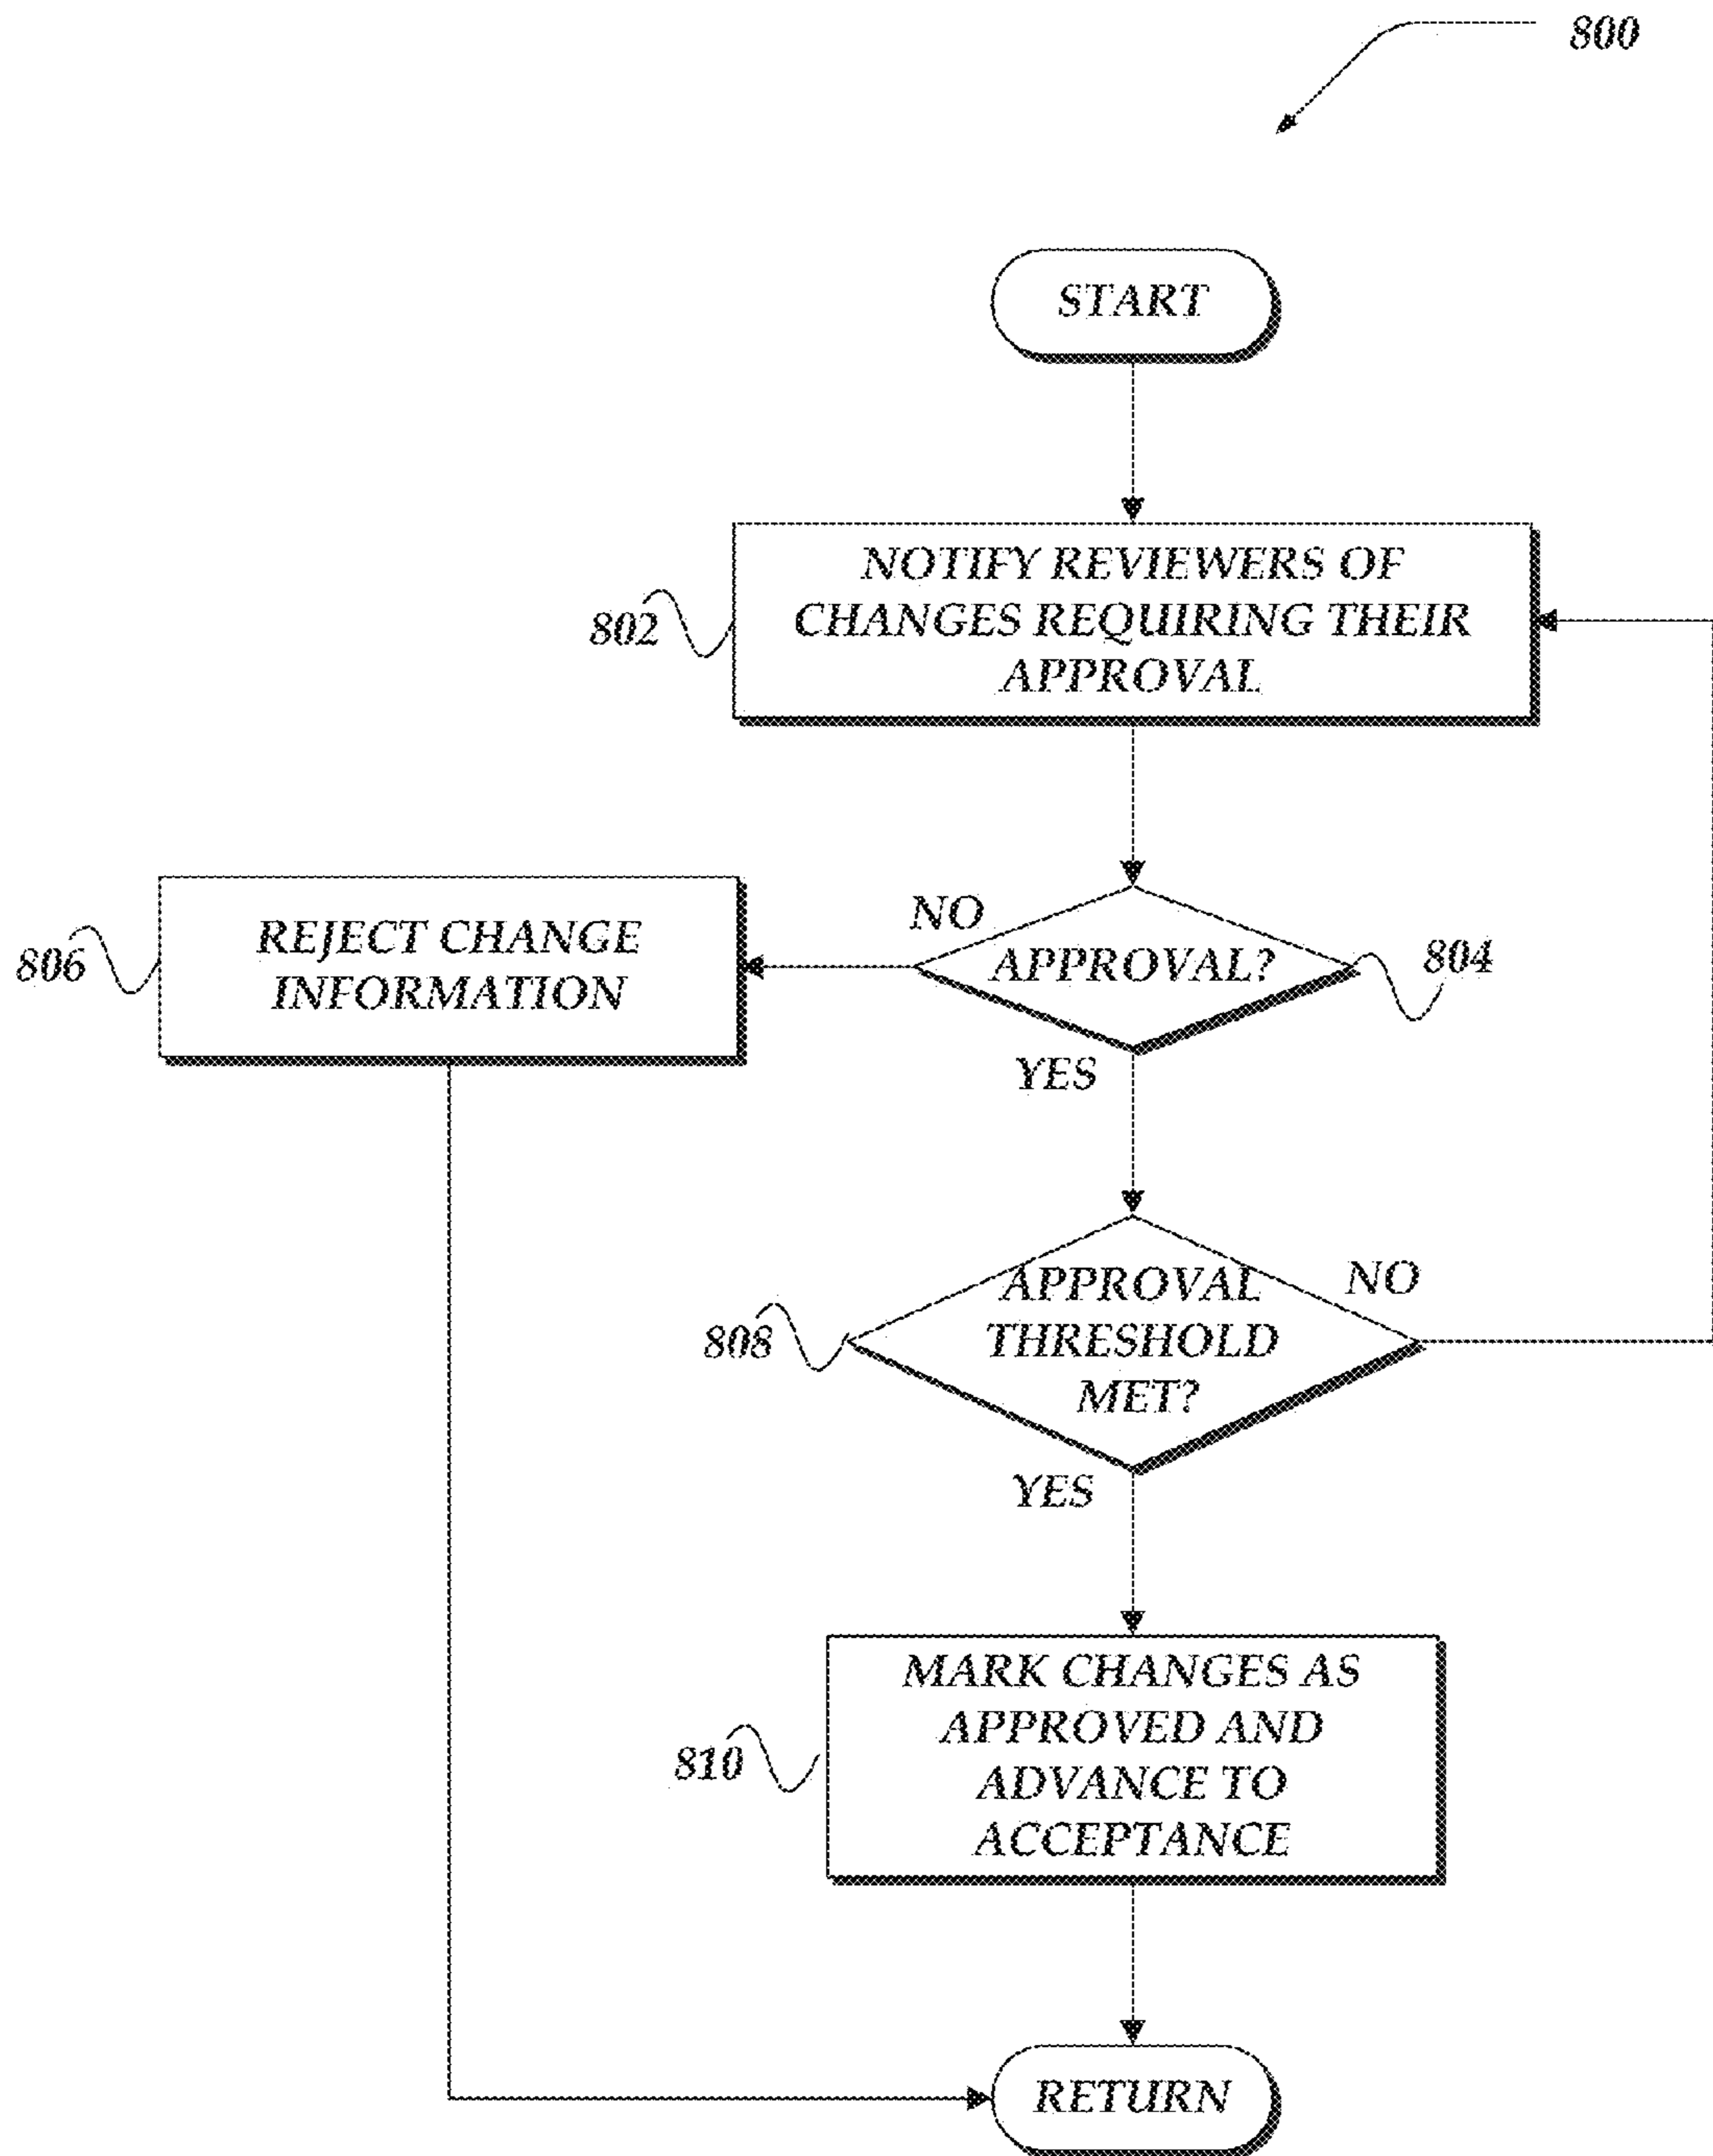 800
START
NOTIFY REVIEWERS OF
CHANGES REQUIRING THEIR
APPROVAL
802
NO
APPROVAL?
804
REJECT CHANGE
INFORMATION
806
YES
APPROVAL
THRESHOLD
MET?
NO
808
YES
MARK CHANGES AS
APPROVED AND
ADVANCE TO
ACCEPTANCE
810
RETURN